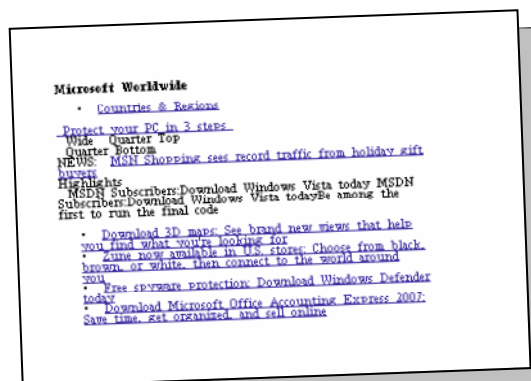 Microsoft Worldwide
• Countries & Regions
Protect your PC in 3 steps
Wide Quarter Top
Quarter Bottom
NEWS: MSN Shopping sees record traffic from holiday gift
buyers
Highlights
MSDN Subscribers:Download Windows Vista today MSDN
Subscribers:Download Windows Vista todayBe among the
first to run the final code
• Download 3D maps: See brand new views that help
you find what you're looking for
• Zune now available in U.S. stores: Choose from black,
brown, or white, then connect to the world around
you
• Free spyware protection: Download Windows Defender
today
• Download Microsoft Office Accounting Express 2007:
Save time, get organized, and sell online